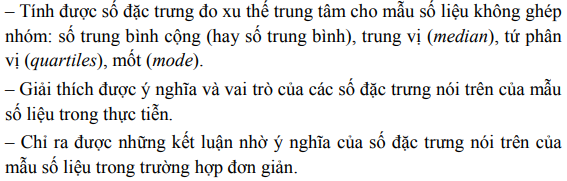 – Tính được số đặc trưng đo xu thế trung tâm cho mẫu số liệu không ghép
nhóm: số trung bình cộng (hay số trung bình), trung vị (median), tứ phân
vị (quartiles), mốt (mode).
– Giải thích được ý nghĩa và vai trò của các số đặc trưng nói trên của mẫu
số liệu trong thực tiễn.
– Chỉ ra được những kết luận nhờ ý nghĩa của số đặc trưng nói trên của
mẫu số liệu trong trường hợp đơn giản.